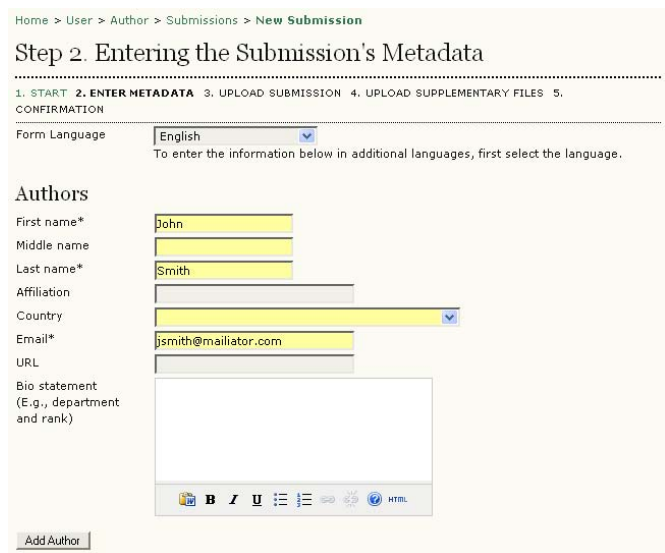 Home > User > Author > Submissions > New Submission
Step 2. Entering the Submission's Metadata
1. START 2. ENTER METADATA 3. UPLOAD SUBMISSION 4. UPLOAD SUPPLEMENTARY FILES 5.
CONFIRMATION
Form Language English
To enter the information below in additional languages, first select the language.
Authors
First name* John
Middle name
Last name* Smith
Affiliation
Country
Email* jsmith@mailiator.com
URL
Bio statement
(E.g., department
and rank)
B I U HTML
Add Author